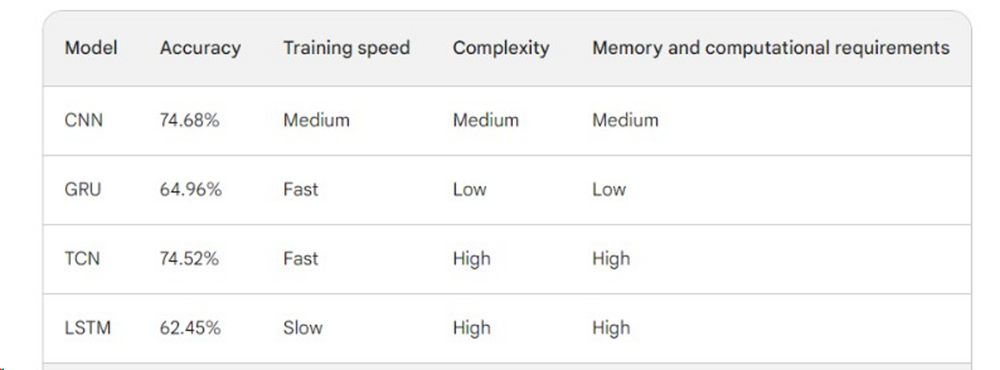 Model Accuracy Training speed Complexity Memory and computational requirements
CNN 74.68% Medium Medium Medium
GRU 64.96% Fast Low Low
TCN 74.52% Fast High High
LSTM 62.45% Slow High High